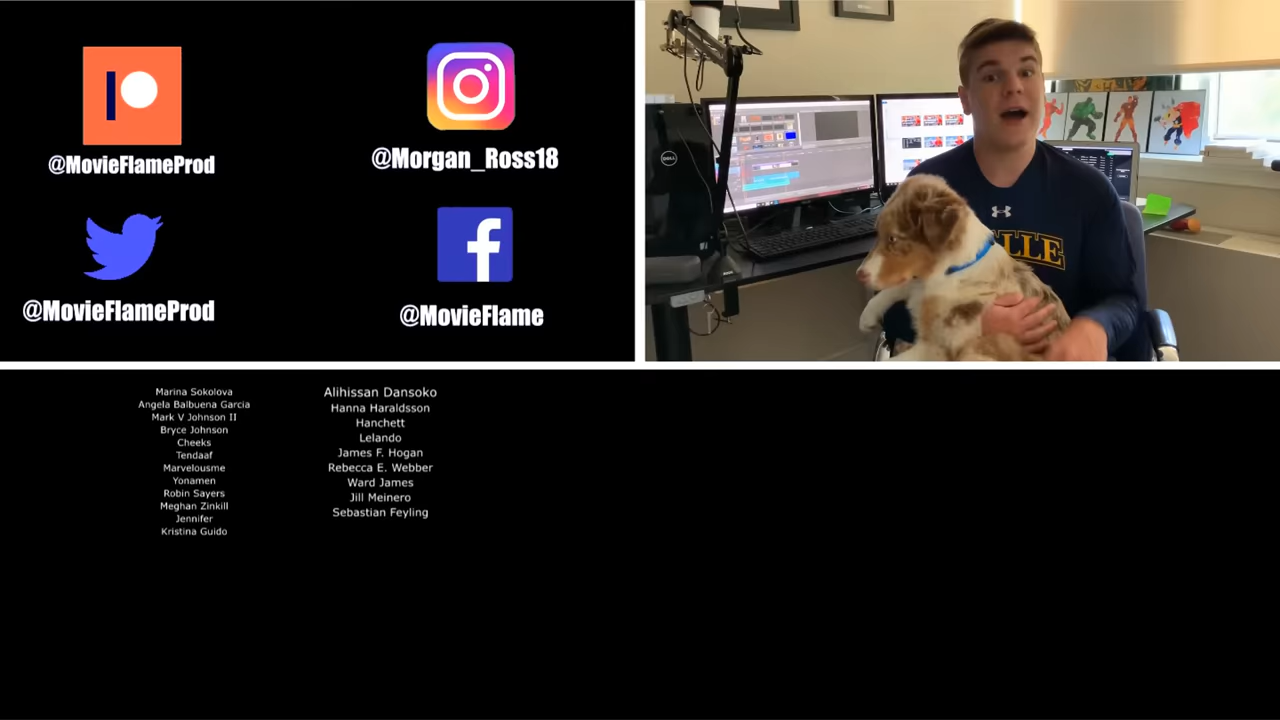 @MovieFlameProd
@Morgan_Ross18
@MovieFlameProd
@MovieFlame
DELL
ELLE
Marina Sokolova
Angela Balbuena Garcia
Mark V Johnson II
Bryce Johnson
Cheeks
Tendaaf
Marvelousme
Yonamen
Robin Sayers
Meghan Zinkill
Jennifer
Kristina Guido
Alihissan Dansoko
Hanna Haraldsson
Hanchett
Lelando
James F. Hogan
Rebecca E. Webber
Ward James
Jill Meinero
Sebastian Feyling